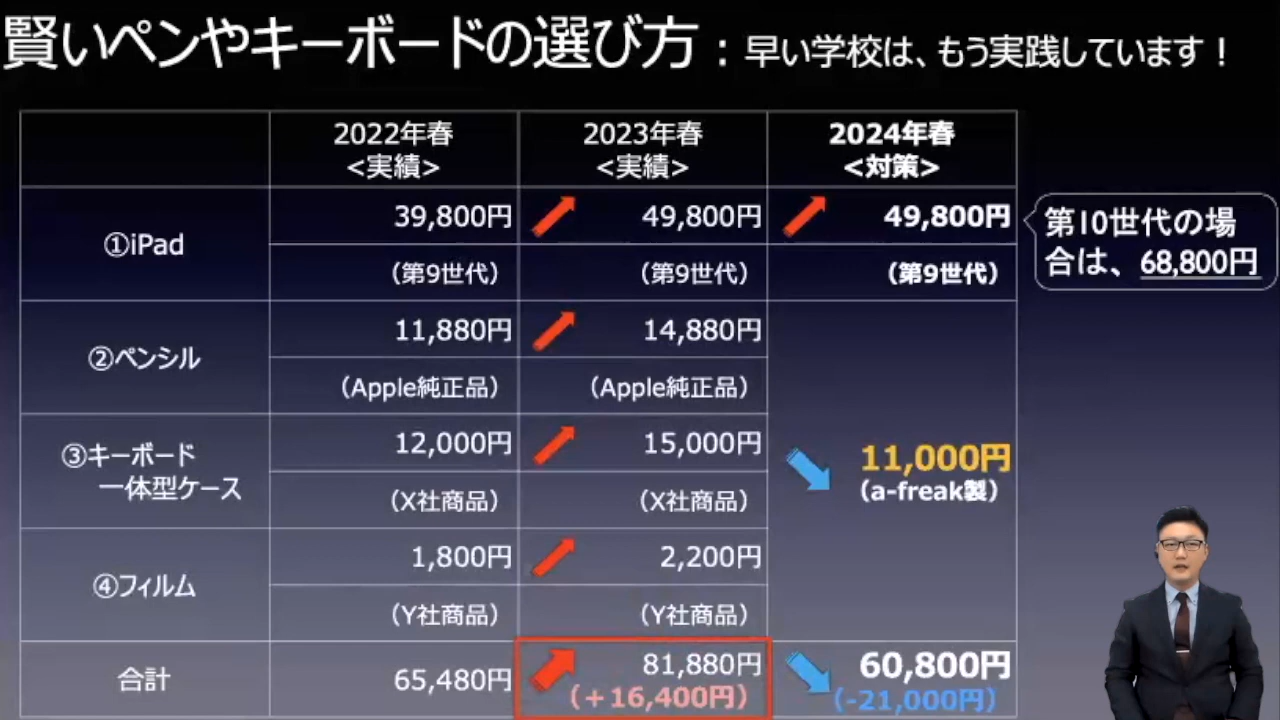 賢いペンやキーボードの選び方：早い学校は、もう実践しています！
2022年春
<実績>
2023年春
<実績>
2024年春
<対策>
①iPad
39,800円
49,800円
49,800円
（第9世代）
（第9世代）
（第9世代）
第10世代の場
合は、68,800円
②ペンシル
11,880円
14,880円
（Apple純正品）
（Apple純正品）
③キーボード
一体型ケース
12,000円
15,000円
（X社商品）
（X社商品）
11,000円
（a-freak製）
④フィルム
1,800円
2,200円
（Y社商品）
（Y社商品）
合計
65,480円
81,880円
（＋16,400円）
60,800円
（-21,000円）